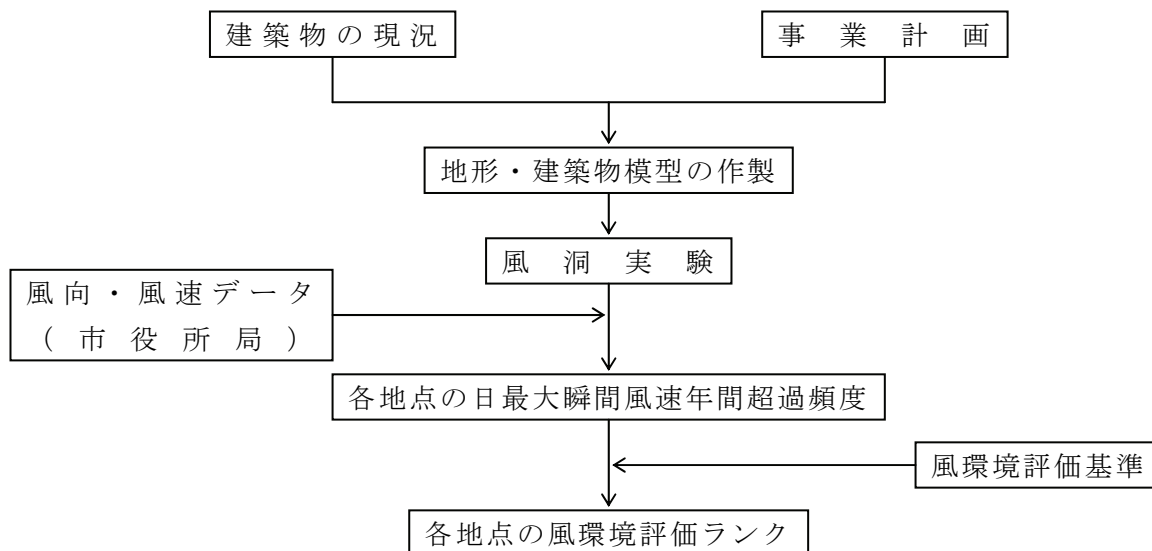 建築物の現況
事業計画
地形・建築物模型の作製
風洞実験
風向・風速データ
(市役所局)
各地点の日最大瞬間風速年間超過頻度
風環境評価基準
各地点の風環境評価ランク